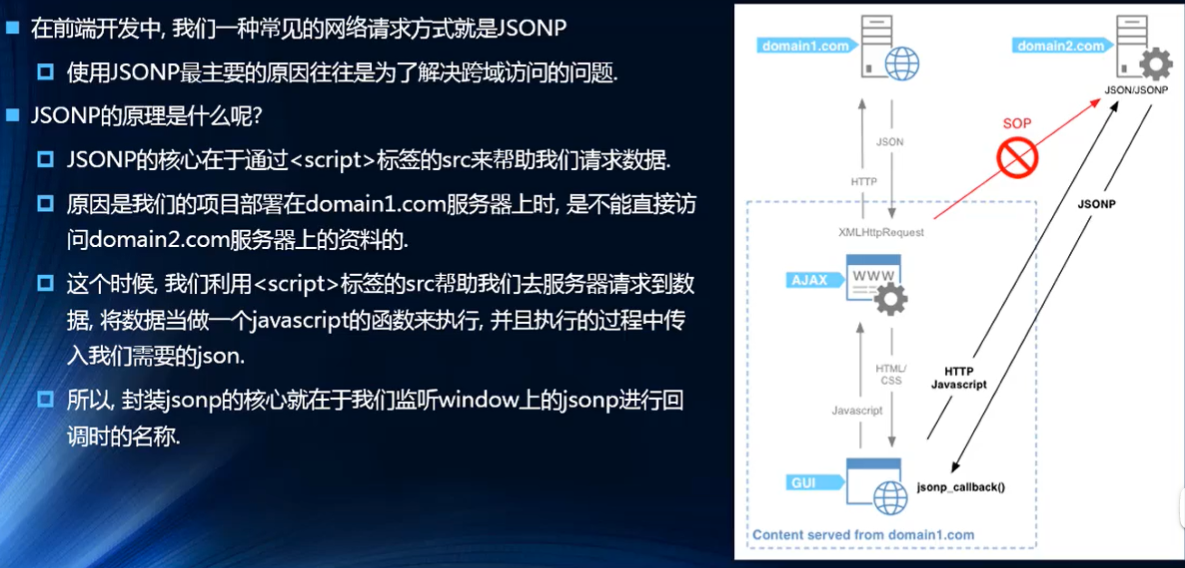 在前端开发中, 我们一种常见的网络请求方式就是JSONP
使用JSONP最主要的原因往往是为了解决跨域访问的问题.
JSONP的原理是什么呢?
JSONP的核心在于通过<script>标签的src来帮助我们请求数据.
原因是我们的项目部署在domain1.com服务器上时, 是不能直接访
问domain2.com服务器上的资料的.
这个时候, 我们利用<script>标签的src帮助我们去服务器请求到数
据, 将数据当做一个javascript的函数来执行, 并且执行的过程中传
入我们需要的json.
所以, 封装jsonp的核心就在于我们监听window上的jsonp进行回
调时的名称.
domain1.com
domain2.com
JSON/JSONP
SOP
JSON
HTTP
JSONP
XMLHttpRequest
AJAX
WWW
HTML/
CSS
HTTP
Javascript
Javascript
GUI
jsonp_callback()
Content served from domain1.com